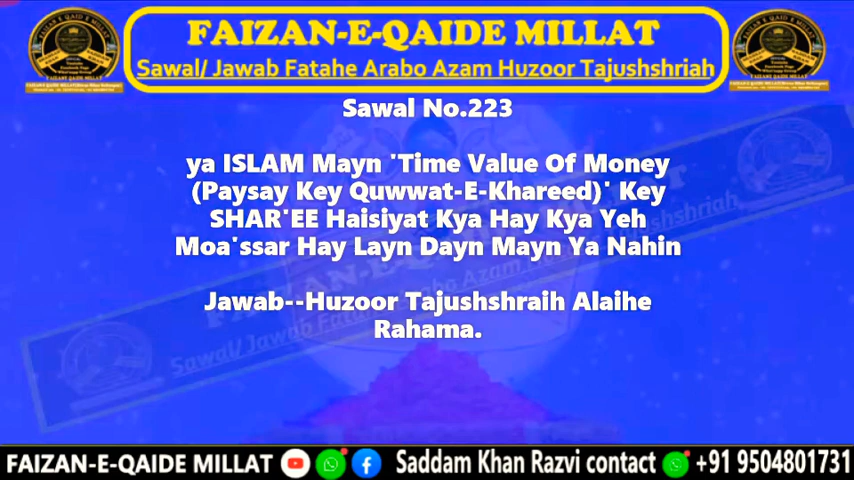 FAIZAN-E-QAIDE MILLAT
Sawal/ Jawab Fatahe Arabo Azam Huzoor Tajushshriah
Sawal No.223
ya ISLAM Mayn 'Time Value Of Money
(Paysay Key Quwwat-E-Khareed)' Key
SHAR'EE Haisiyat Kya Hay Kya Yeh
Moa'ssar Hay Layn Dayn Mayn Ya Nahin
Jawab--Huzoor Tajushshraih Alaihe
Rahama.
FAIZAN-E-QAIDE MILLAT Saddam Khan Razvi contact +91 9504801731